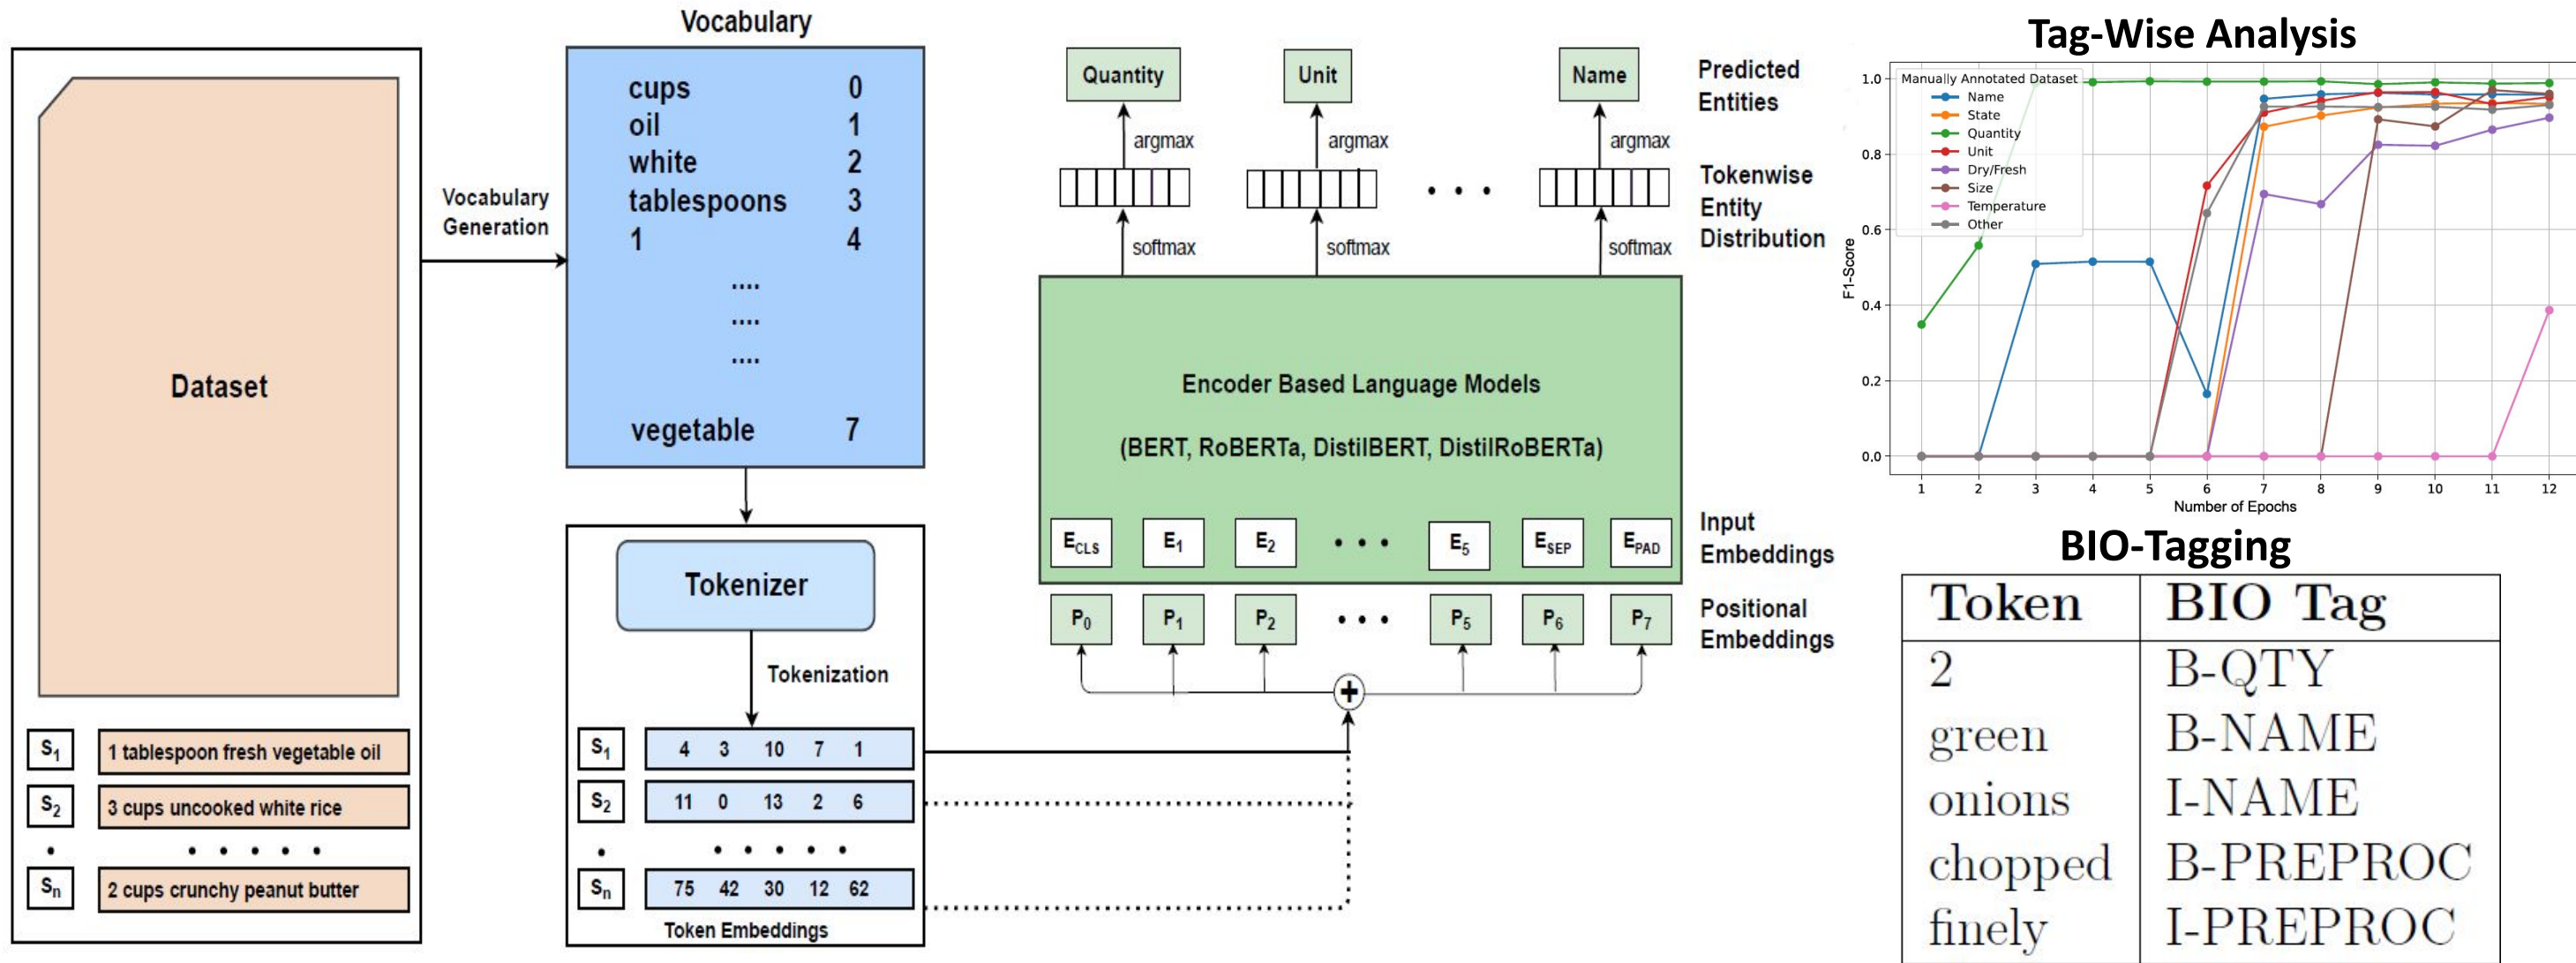 Vocabulary
cups 0
oil 1
white 2
tablespoons 3
1 4
....
....
....
vegetable 7
Dataset
Vocabulary
Generation
S1 1 tablespoon fresh vegetable oil
S2 3 cups uncooked white rice
Sn 2 cups crunchy peanut butter
Tokenizer
Tokenization
S1 4 3 10 7 1
S2 11 0 13 2 6
Sn 75 42 30 12 62
Token Embeddings
Quantity Unit Name
Predicted
Entities
argmax argmax argmax
Tokenwise
Entity
Distribution
softmax softmax softmax
Encoder Based Language Models
(BERT, RoBERTa, DistilBERT, DistilRoBERTa)
ECLS E1 E2 E5 ESEP EPAD
Input
Embeddings
P0 P1 P2 P5 P6 P7
Positional
Embeddings
+
Tag-Wise Analysis
Manually Annotated Dataset
Name
State
Quantity
Unit
Dry/Fresh
Size
Temperature
Other
F1-Score
1.0
0.8
0.6
0.4
0.2
0.0
1 2 3 4 5 6 7 8 9 10 11 12
Number of Epochs
BIO-Tagging
Token BIO Tag
2 B-QTY
green B-NAME
onions I-NAME
chopped B-PREPROC
finely I-PREPROC